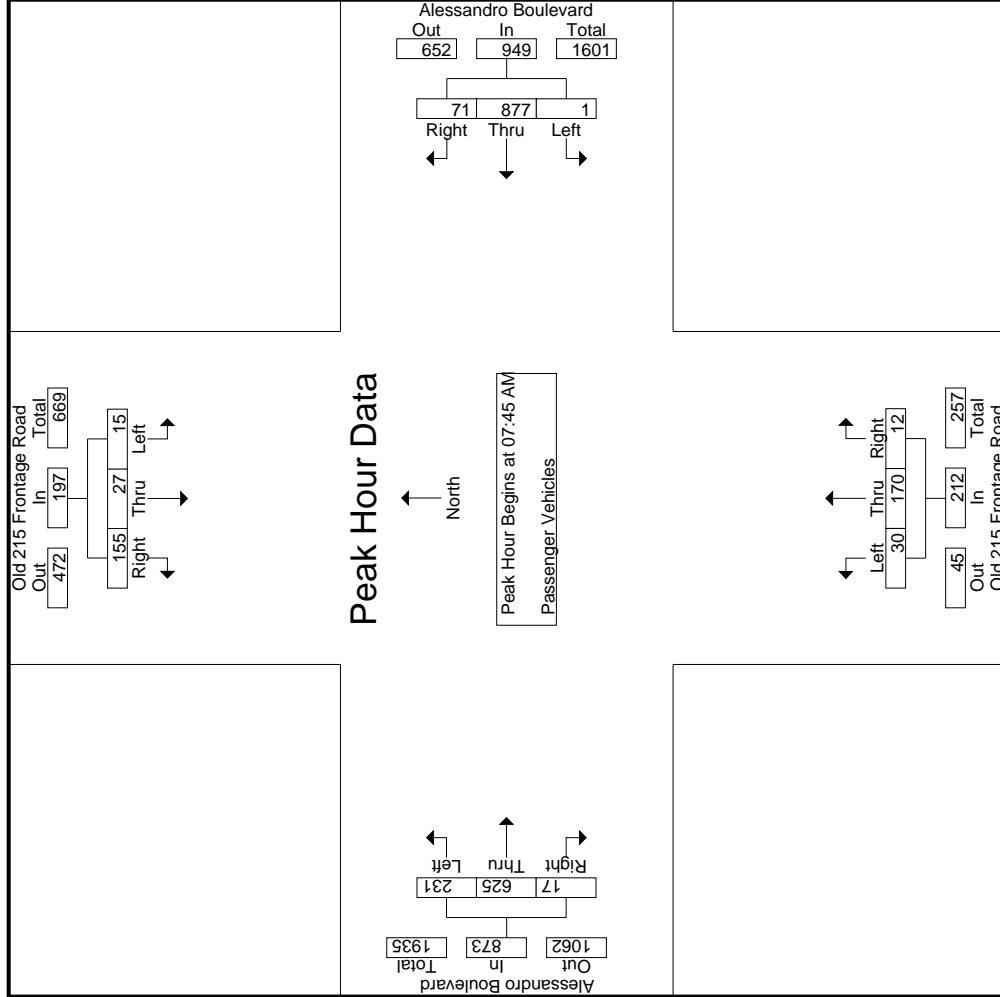 Alessandro Boulevard
Out In Total
652 949 1601
71 877 1
Right Thru Left
Old 215 Frontage Road
Out In Total
472 197 669
155 27 15
Right Thru Left
Peak Hour Data
North
Peak Hour Begins at 07:45 AM
Passenger Vehicles
Left Thru Right
30 170 12
45 212 257
Out In Total
Old 215 Frontage Road
Left Thru Right
231 625 17
1935 873 1062
Total In Out
Alessandro Boulevard